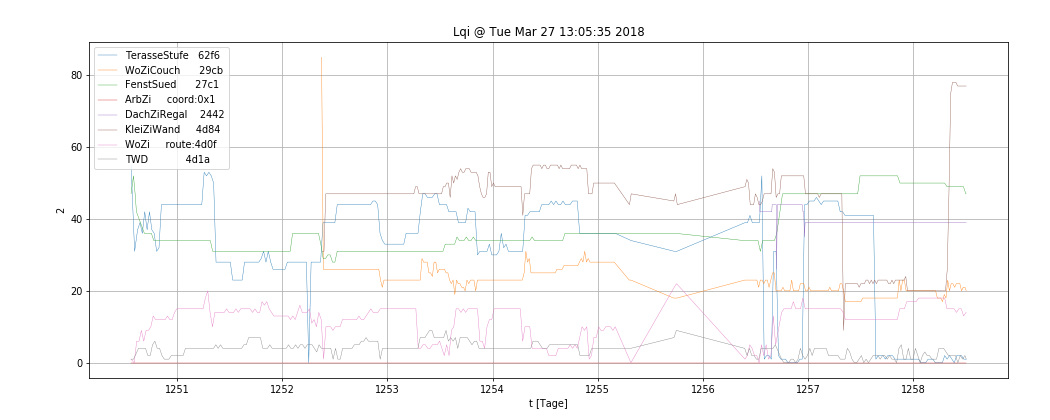 Lqi @ Tue Mar 27 13:05:35 2018
TerasseStufe 62f6
WoZiCouch 29cb
FenstSued 27c1
ArbZi coord:0x1
DachZiRegal 2442
KleiZiWand 4d84
WoZi route:4d0f
TWD 4d1a
80
60
40
20
0
2
1251 1252 1253 1254 1255 1256 1257 1258
t [Tage]